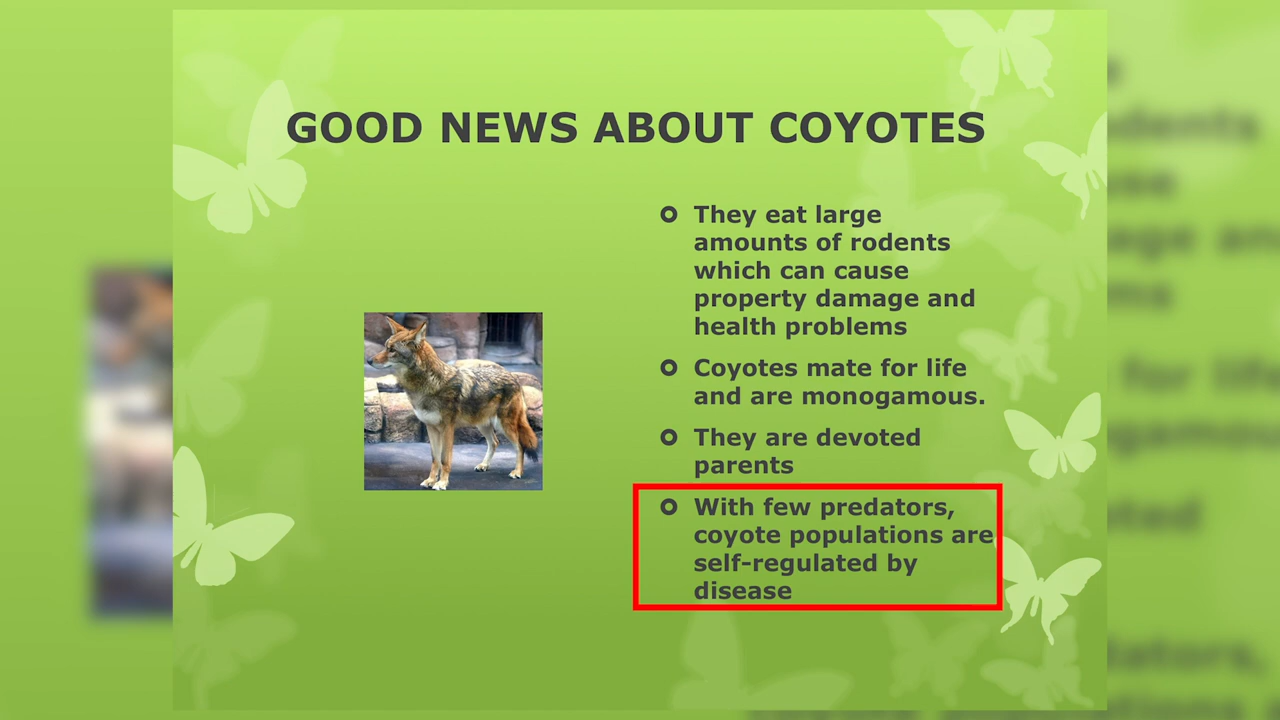 GOOD NEWS ABOUT COYOTES
They eat large
amounts of rodents
which can cause
property damage and
health problems
Coyotes mate for life
and are monogamous.
They are devoted
parents
With few predators,
coyote populations are
self-regulated by
disease